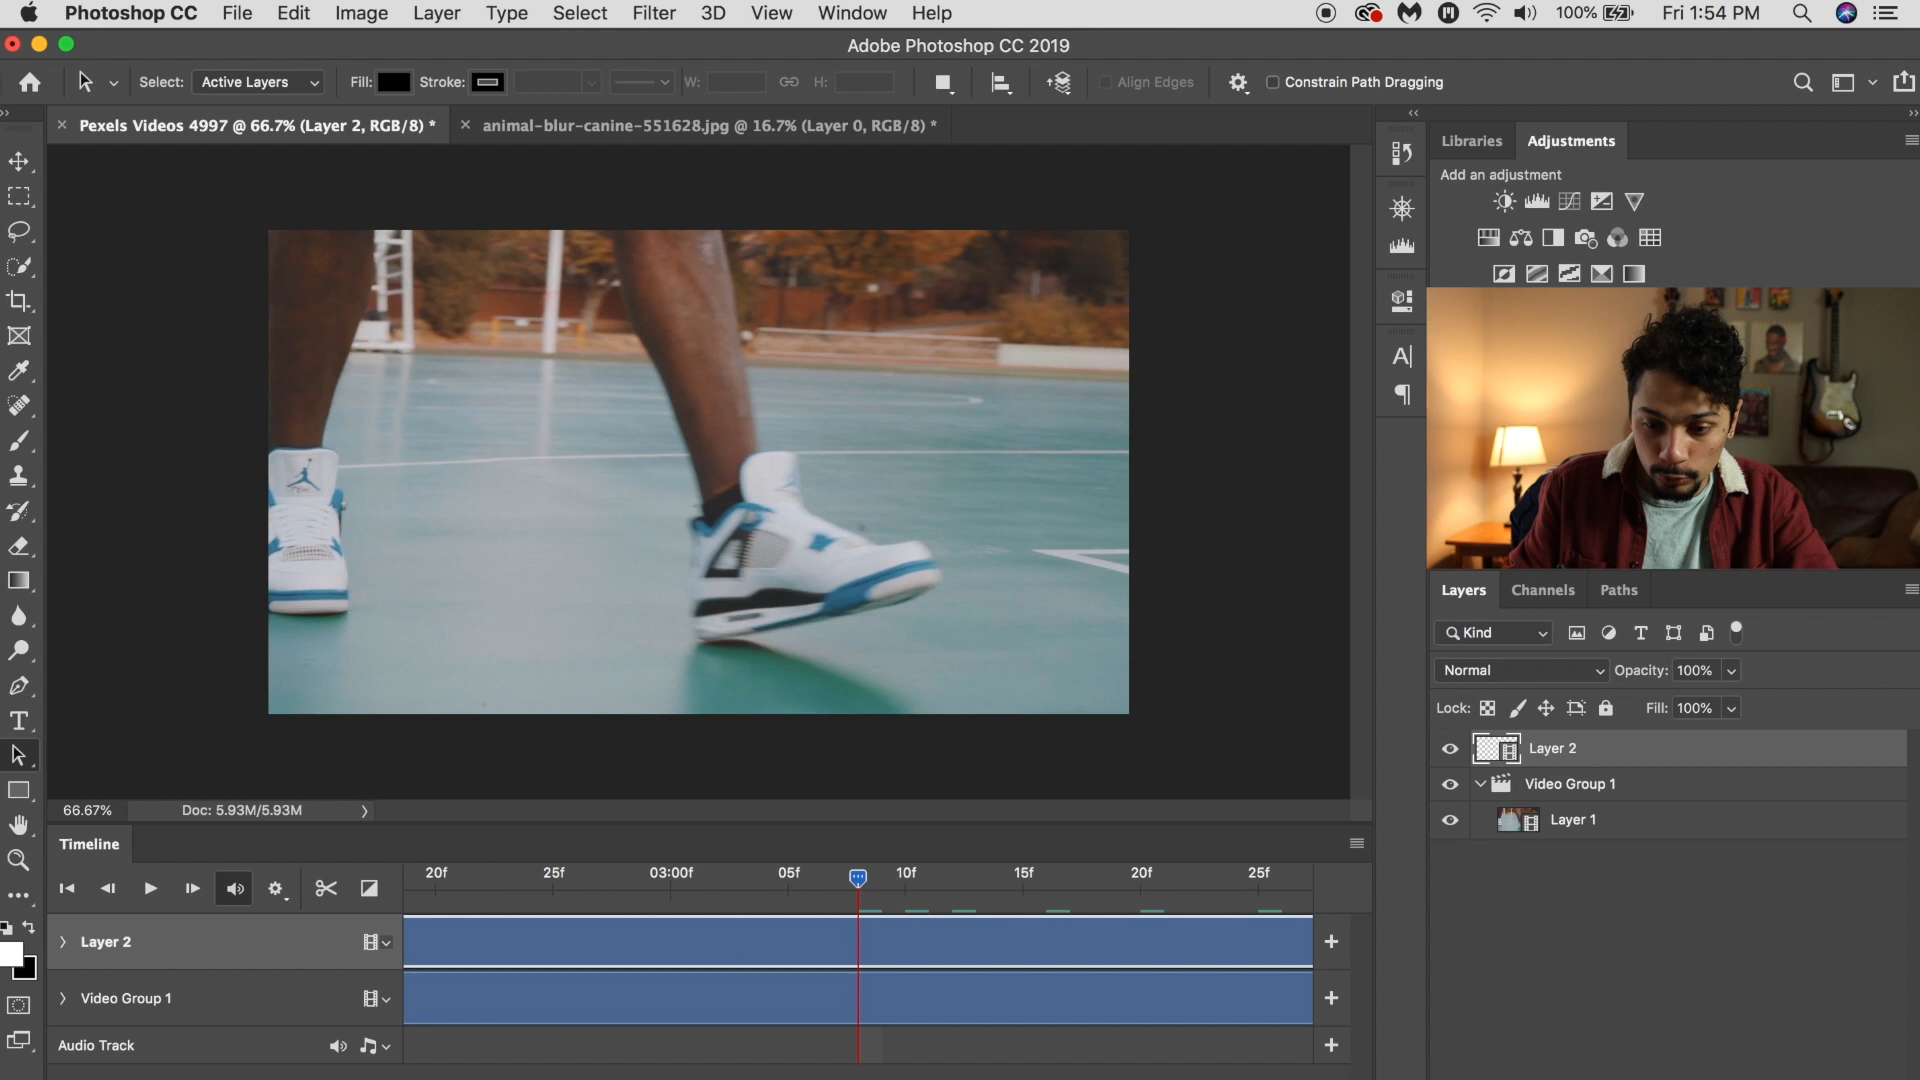 Photoshop CC File Edit Image Layer Type Select Filter 3D View Window Help 100% Fri 1:54 PM
Adobe Photoshop CC 2019
Select: Active Layers Fill: Stroke: W: H: Align Edges Constrain Path Dragging
Pexels Videos 4997 @ 66.7% (Layer 2, RGB/8) * animal-blur-canine-551628.jpg @ 16.7% (Layer 0, RGB/8) *
Libraries Adjustments
Add an adjustment
Layers Channels Paths
Kind
Normal Opacity: 100%
Lock: Fill: 100%
Layer 2
Video Group 1
Layer 1
66.67% Doc: 5.93M/5.93M
Timeline
20f 25f 03:00f 05f 10f 15f 20f 25f
Layer 2
Video Group 1
Audio Track